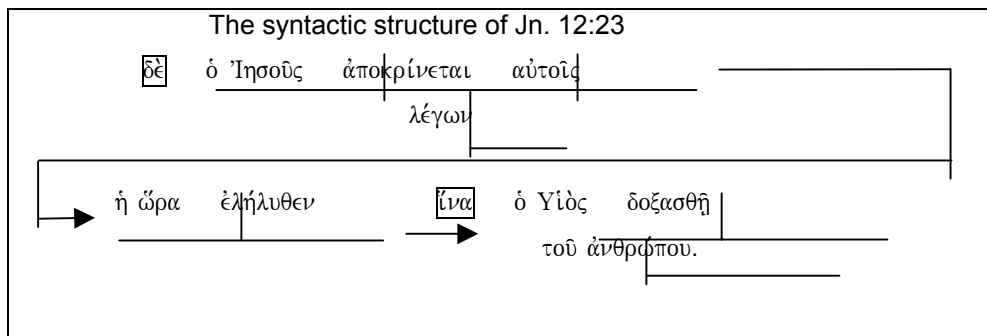 The syntactic structure of Jn. 12:23
δὲ ὁ Ἰησοῦς ἀποκρίνεται αὐτοῖς
λέγων
ἡ ὥρα ἐλήλυθεν ἵνα ὁ Υἱὸς δοξασθῇ
τοῦ ἀνθρώπου.